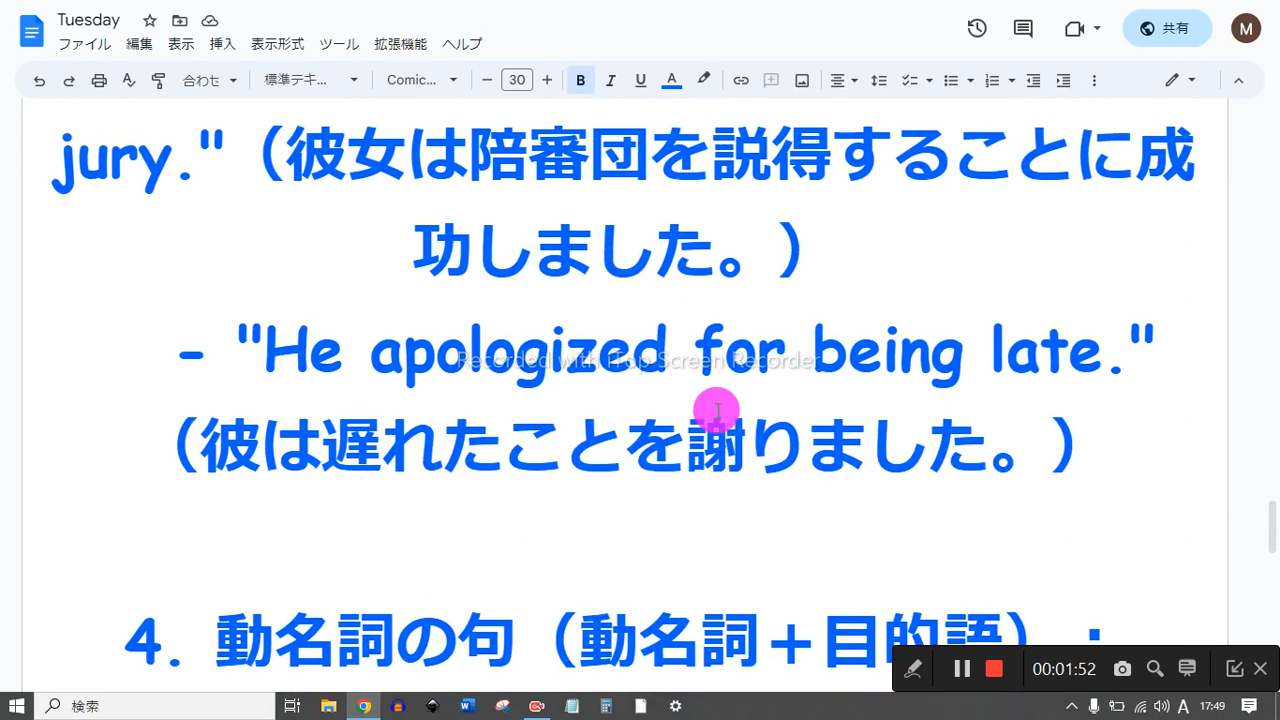 Tuesday
ファイル 編集 表示 挿入 表示形式 ツール 拡張機能 ヘルプ
共有
M
合わせ 標準テキ... Comic... 30 B I U A
jury."（彼女は陪審団を説得することに成
功しました。）
- "He apologized for being late."
Recorded with iTop Screen Recorder
（彼は遅れたことを謝りました。）
4. 動名詞の句（動名詞＋目的語）：
00:01:52
検索
A 17:49